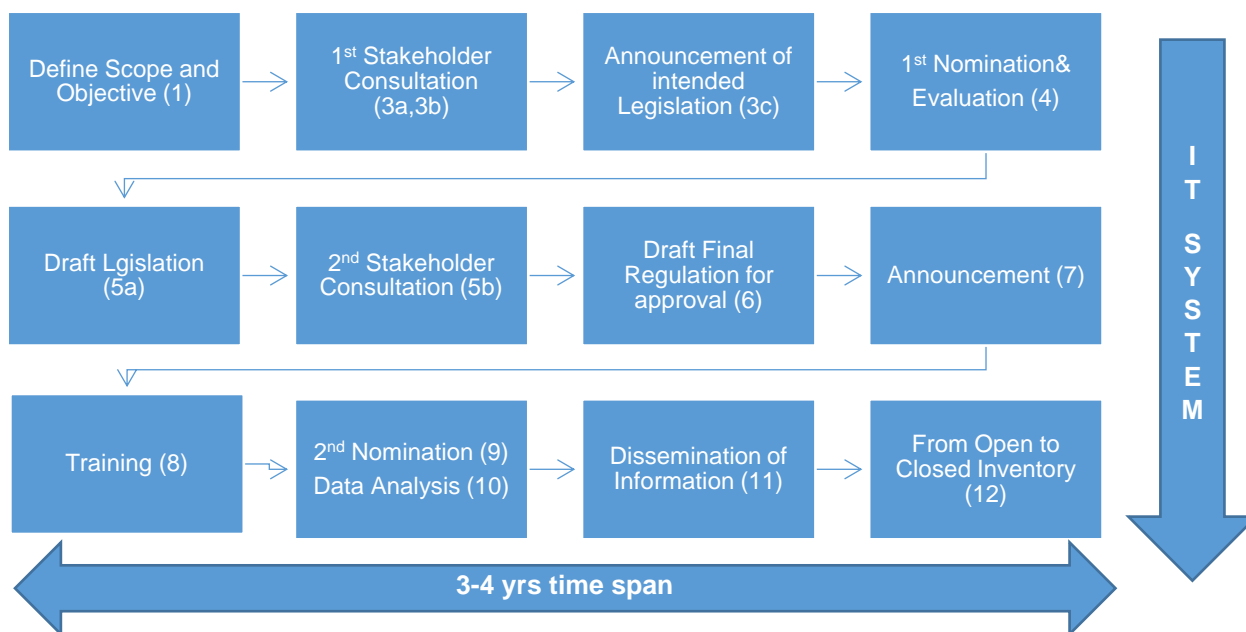 Define Scope and
Objective (1)
1st Stakeholder
Consultation
(3a,3b)
Announcement of
intended
Legislation (3c)
1st Nomination&
Evaluation (4)
Draft Lgislation
(5a)
2nd Stakeholder
Consultation (5b)
Draft Final
Regulation for
approval (6)
Announcement (7)
Training (8)
2nd Nomination (9)
Data Analysis (10)
Dissemination of
Information (11)
From Open to
Closed Inventory
(12)
I
T
S
Y
S
T
E
M
3-4 yrs time span